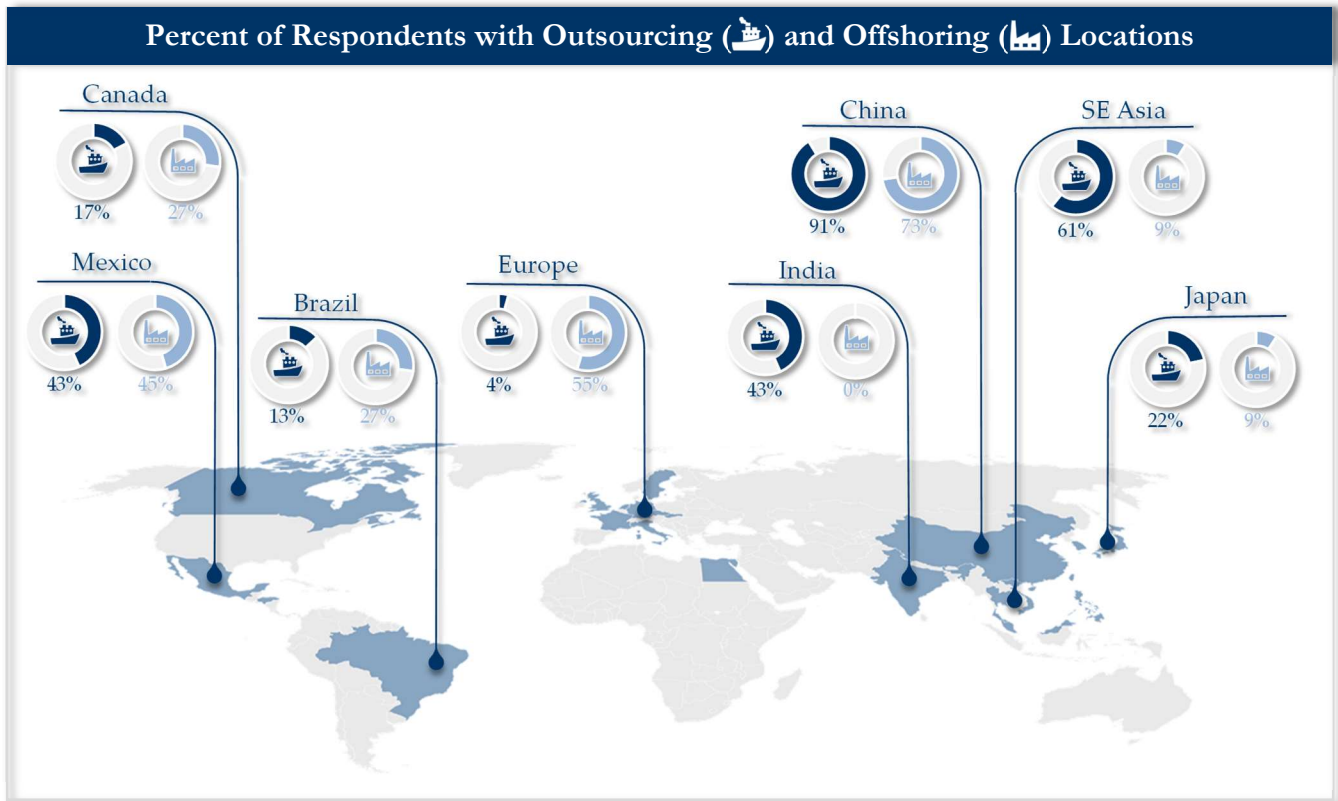 Percent of Respondents with Outsourcing () and Offshoring () Locations
Canada
17% 27%
Mexico
43% 45%
Brazil
13% 27%
Europe
4% 55%
China
91% 73%
India
43% 0%
SE Asia
61% 9%
Japan
22% 9%